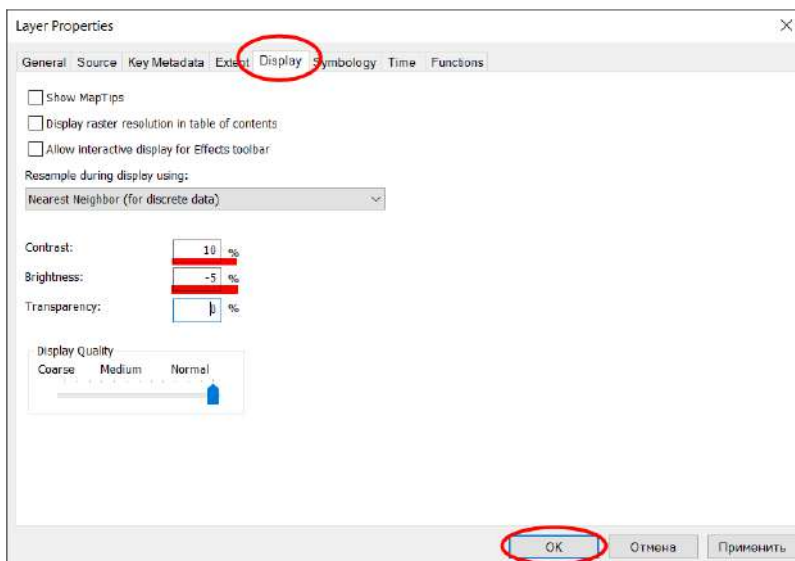 Layer Properties
General Source Key Metadata Extent Display Symbology Time Functions
Show MapTips
Display raster resolution in table of contents
Allow interactive display for Effects toolbar
Resample during display using:
Nearest Neighbor (for discrete data)
Contrast: 10 %
Brightness: -5 %
Transparency: 0 %
Display Quality
Coarse Medium Normal
OK Отмена Применить